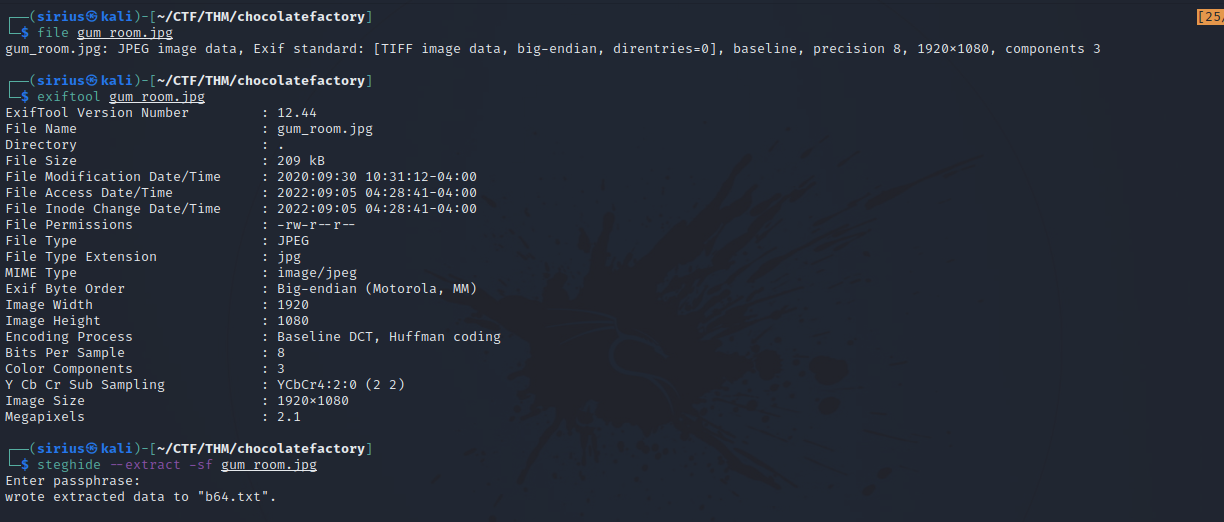 ┌──(sirius㉿kali)-[~/CTF/THM/chocolatefactory]
└─$ file gum_room.jpg
gum_room.jpg: JPEG image data, Exif standard: [TIFF image data, big-endian, direntries=0], baseline, precision 8, 1920×1080, components 3
┌──(sirius㉿kali)-[~/CTF/THM/chocolatefactory]
└─$ exiftool gum_room.jpg
ExifTool Version Number : 12.44
File Name : gum_room.jpg
Directory : .
File Size : 209 kB
File Modification Date/Time : 2020:09:30 10:31:12-04:00
File Access Date/Time : 2022:09:05 04:28:41-04:00
File Inode Change Date/Time : 2022:09:05 04:28:41-04:00
File Permissions : -rw-r--r--
File Type : JPEG
File Type Extension : jpg
MIME Type : image/jpeg
Exif Byte Order : Big-endian (Motorola, MM)
Image Width : 1920
Image Height : 1080
Encoding Process : Baseline DCT, Huffman coding
Bits Per Sample : 8
Color Components : 3
Y Cb Cr Sub Sampling : YCbCr4:2:0 (2 2)
Image Size : 1920×1080
Megapixels : 2.1
┌──(sirius㉿kali)-[~/CTF/THM/chocolatefactory]
└─$ steghide --extract -sf gum_room.jpg
Enter passphrase:
wrote extracted data to "b64.txt".